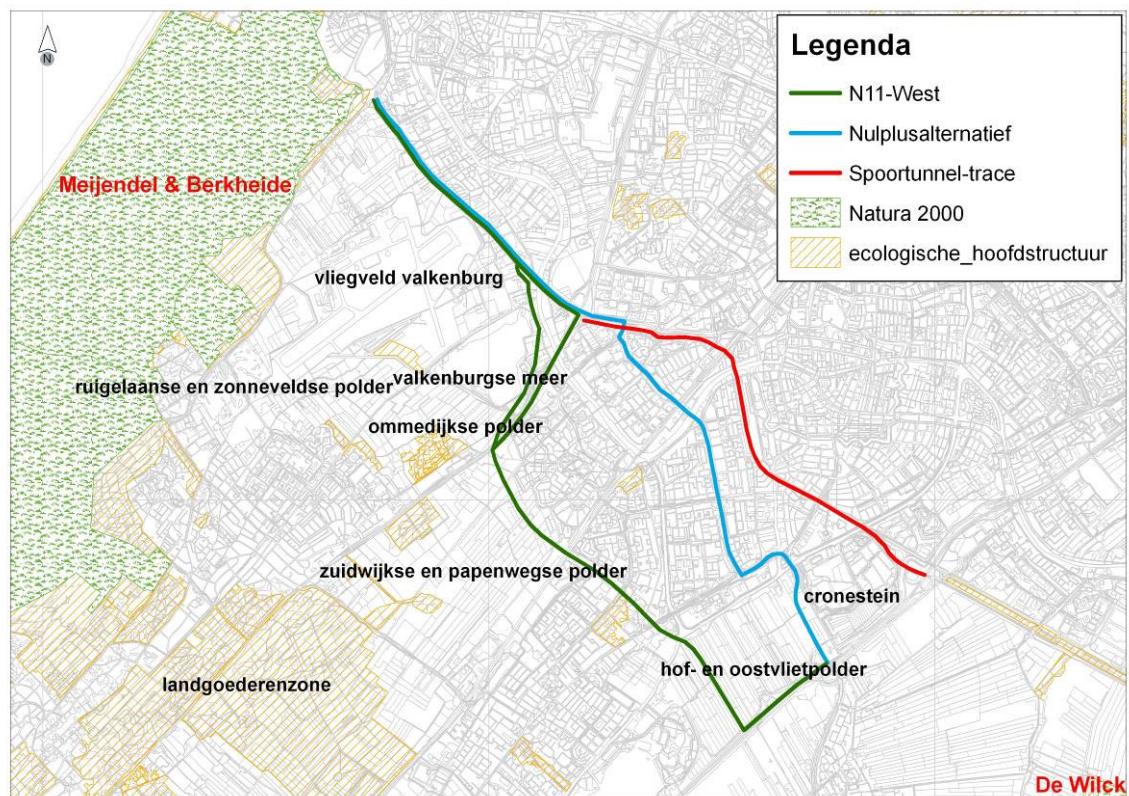 N
Legenda
N11-West
Nulplusalternatief
Spoortunnel-trace
Natura 2000
ecologische_hoofdstructuur
Meijendel & Berkheide
vliegveld valkenburg
ruigelaanse en zonneveldse polder
valkenburgse meer
ommedijkse polder
zuidwijkse en papenwegse polder
cronestein
hof- en oostvlietpolder
landgoederenzone
De Wilck